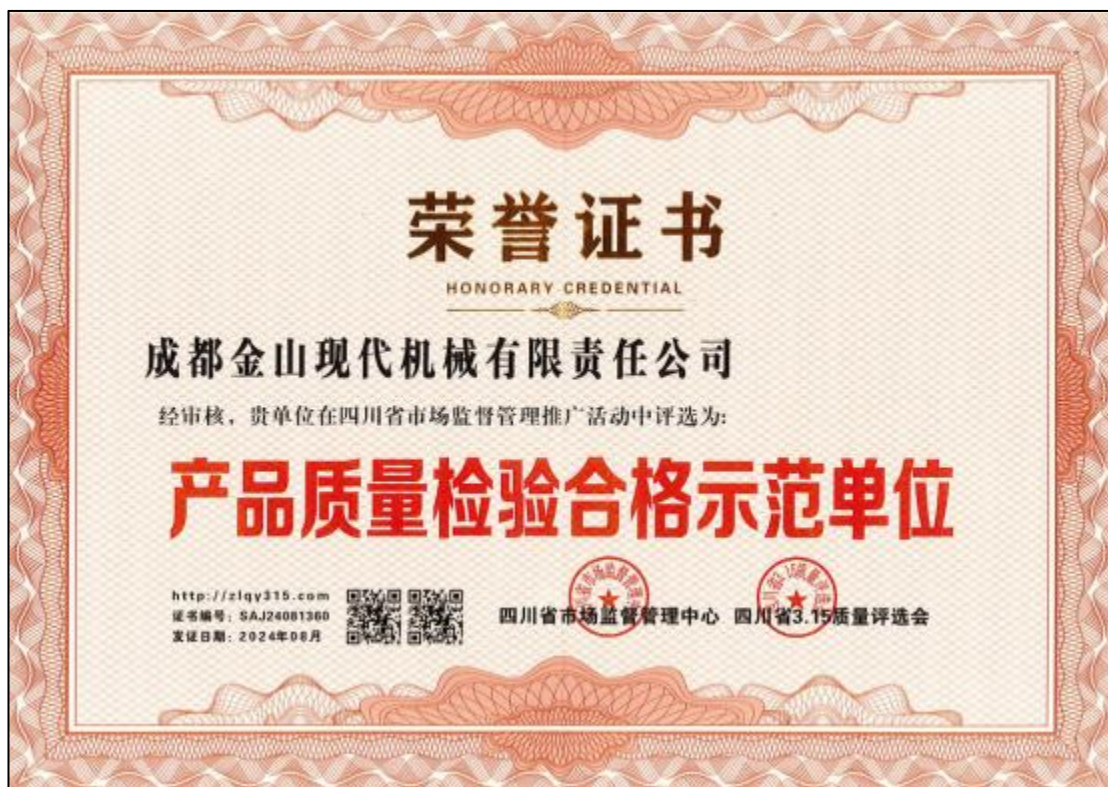 荣誉证书
HONORARY CREDENTIAL
成都金山现代机械有限责任公司
经审核，贵单位在四川省市场监督管理推广活动中评选为:
产品质量检验合格示范单位
http://zlqy315.com
证书编号: SAJ24081360
发证日期: 2024年08月
四川省市场监督管理中心 四川省3.15质量评选会